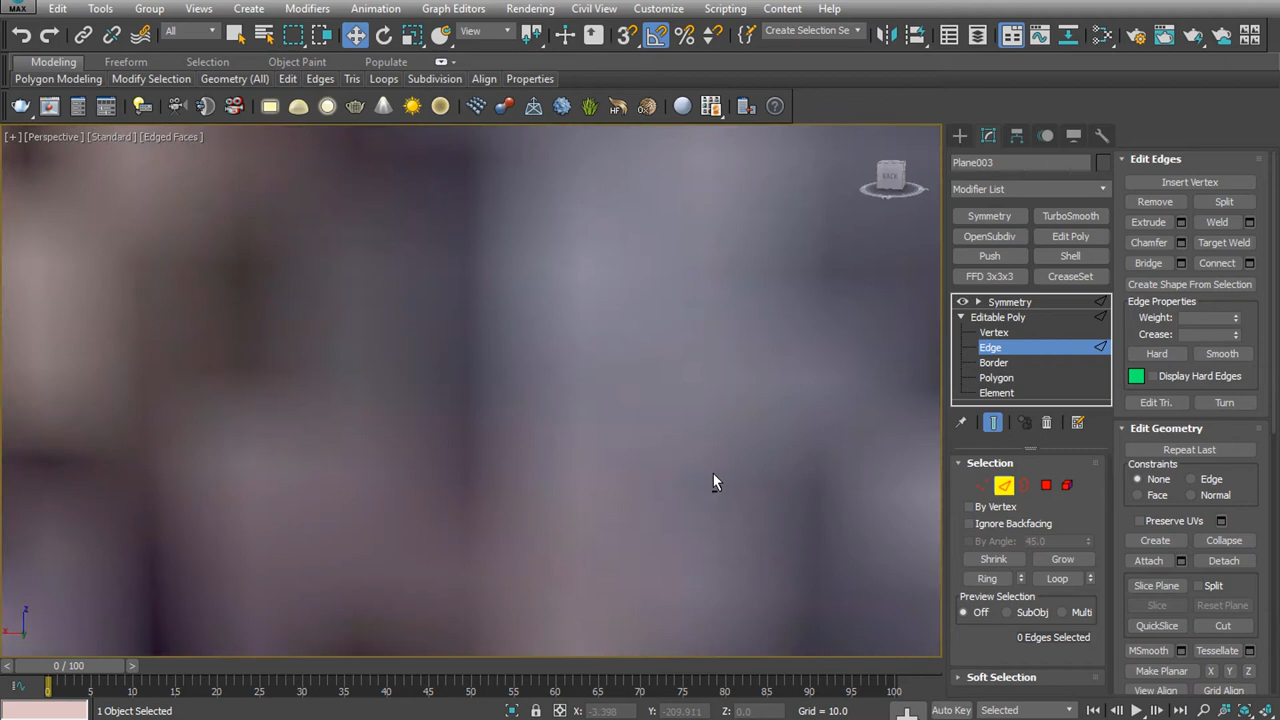 MAX
Edit Tools Group Views Create Modifiers Animation Graph Editors Rendering Civil View Customize Scripting Content Help
All View Create Selection Se
Modeling Freeform Selection Object Paint Populate
Polygon Modeling Modify Selection Geometry (All) Edit Edges Tris Loops Subdivision Align Properties
[+] [Perspective] [Standard] [Edged Faces]
BACK
Plane003
Modifier List
Symmetry TurboSmooth
OpenSubdiv Edit Poly
Push Shell
FFD 3x3x3 CreaseSet
Symmetry
Editable Poly
Vertex
Edge
Border
Polygon
Element
Selection
By Vertex
Ignore Backfacing
By Angle: 45.0
Shrink Grow
Ring Loop
Preview Selection
Off SubObj Multi
0 Edges Selected
Soft Selection
Edit Edges
Insert Vertex
Remove Split
Extrude Weld
Chamfer Target Weld
Bridge Connect
Create Shape From Selection
Edge Properties
Weight:
Crease:
Hard Smooth
Display Hard Edges
Edit Tri. Turn
Edit Geometry
Repeat Last
Constraints
None Edge
Face Normal
Preserve UVs
Create Collapse
Attach Detach
Slice Plane Split
Slice Reset Plane
QuickSlice Cut
MSmooth Tessellate
Make Planar X Y Z
View Align Grid Align
z
x
< 0 / 100 >
0 5 10 15 20 25 30 35 40 45 50 55 60 65 70 75 80 85 90 95 100
1 Object Selected X: -3.398 Y: -209.911 Z: 0.0 Grid = 10.0 Auto Key Selected